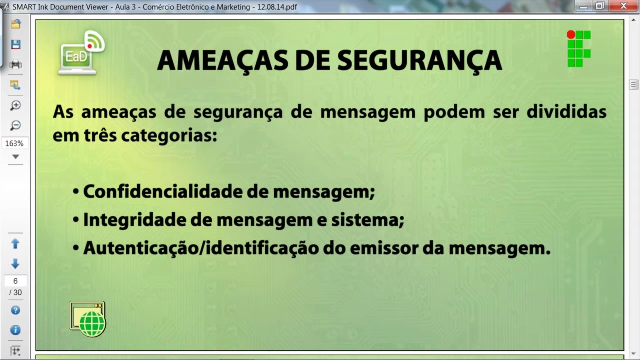 SMART Ink Document Viewer - Aula 3 - Comércio Eletrônico e Marketing - 12.08.14.pdf
EaD
AMEAÇAS DE SEGURANÇA
As ameaças de segurança de mensagem podem ser divididas
em três categorias:
• Confidencialidade de mensagem;
• Integridade de mensagem e sistema;
• Autenticação/identificação do emissor da mensagem.
163%
6
/ 30